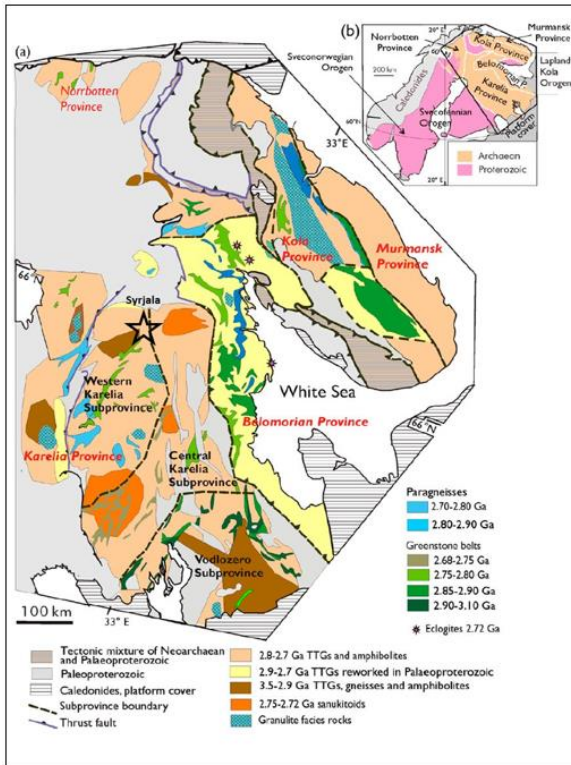 (a)
Norrbotten
Province
(b)
Norrbotten
Province
Murmansk
Province
Kola Province
Sveconorwegian
Orogen
Lapland
Kola
Orogen
200 km
Caledonides
Belomorian P.
Karelia
Province
Svecofennian
Orogen
Platform
cover
60°N
20° E
Archaean
Proterozoic
33°E
Kola
Province
Murmansk
Province
66°N
Syrjala
Western
Karelia
Subprovince
White Sea
66°N
Belomorian Province
Karelia Province
Central
Karelia
Subprovince
Vodlozero
Subprovince
100 km
33°E
Paragneisses
2.70-2.80 Ga
2.80-2.90 Ga
Greenstone belts
2.68-2.75 Ga
2.75-2.80 Ga
2.85-2.90 Ga
2.90-3.10 Ga
Eclogites 2.72 Ga
Tectonic mixture of Neoarchaean
and Palaeoproterozoic
Paleoproterozoic
Caledonides, platform cover
Subprovince boundary
Thrust fault
2.8-2.7 Ga TTGs and amphibolites
2.9-2.7 Ga TTGs reworked in Palaeoproterozoic
3.5-2.9 Ga TTGs, gneisses and amphibolites
2.75-2.72 Ga sanukitoids
Granulite facies rocks